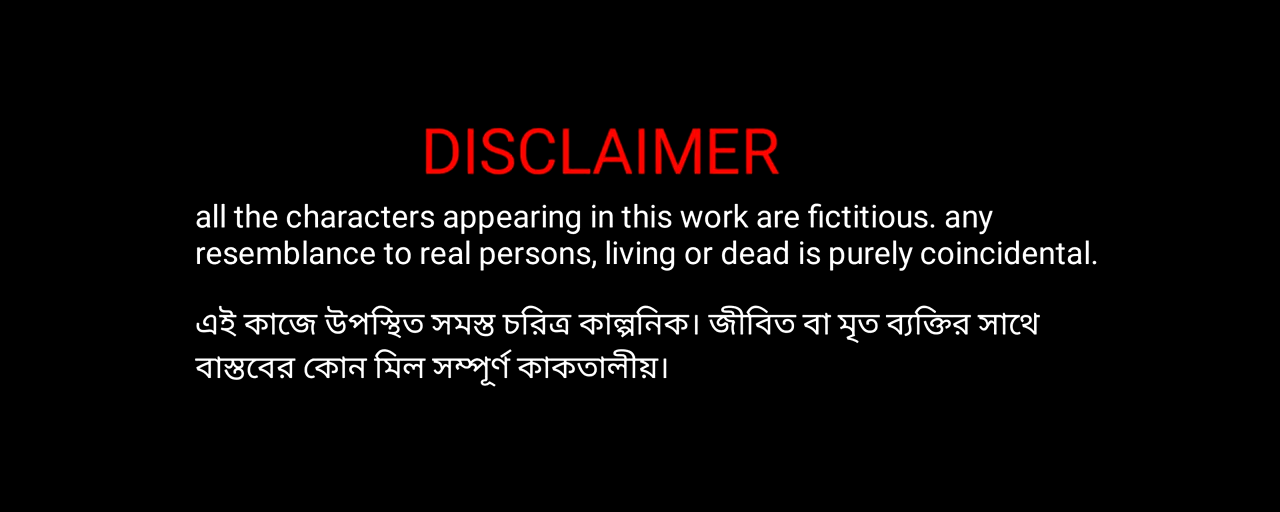 DISCLAIMER
all the characters appearing in this work are fictitious. any
resemblance to real persons, living or dead is purely coincidental.
এই কাজে উপস্থিত সমস্ত চরিত্র কাল্পনিক। জীবিত বা মৃত ব্যক্তির সাথে
বাস্তবের কোন মিল সম্পূর্ণ কাকতালীয়।